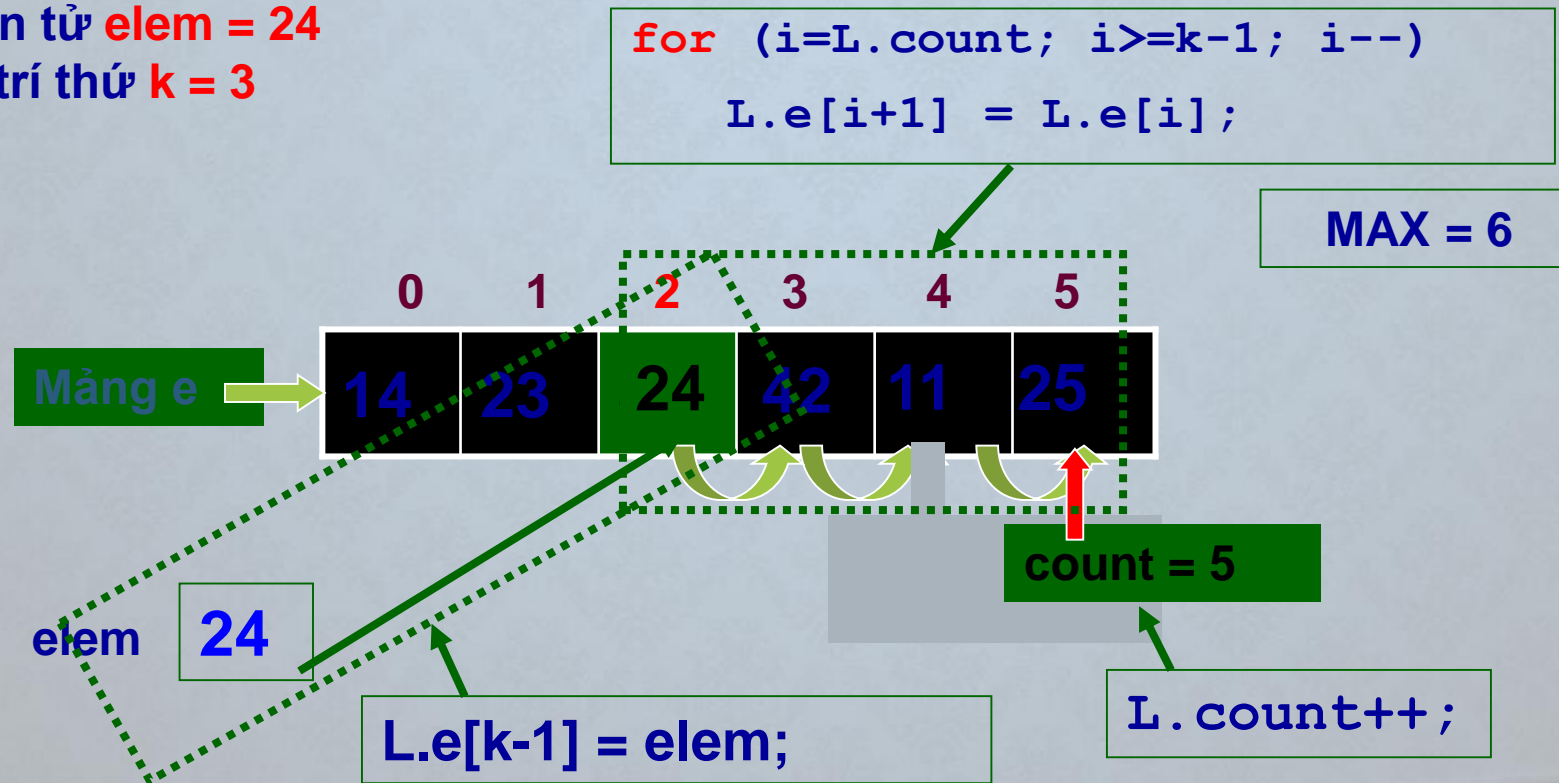 n tử elem = 24
trí thứ k = 3
for (i=L.count; i>=k-1; i--)
L.e[i+1] = L.e[i];
MAX = 6
0 1 2 3 4 5
Mảng e
14 23 24 42 11 25
count = 5
elem 24
L.count++;
L.e[k-1] = elem;